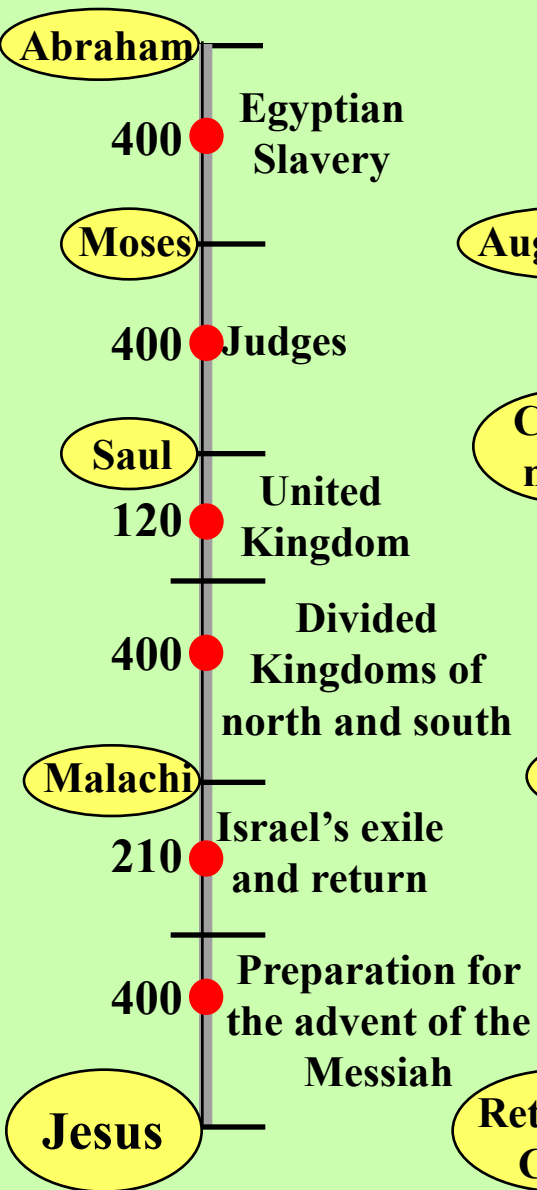 Abraham
400
Egyptian
Slavery
Moses
400
Judges
Saul
120
United
Kingdom
400
Divided
Kingdoms of
north and south
Malachi
210
Israel’s exile
and return
400
Preparation for
the advent of the
Messiah
Jesus